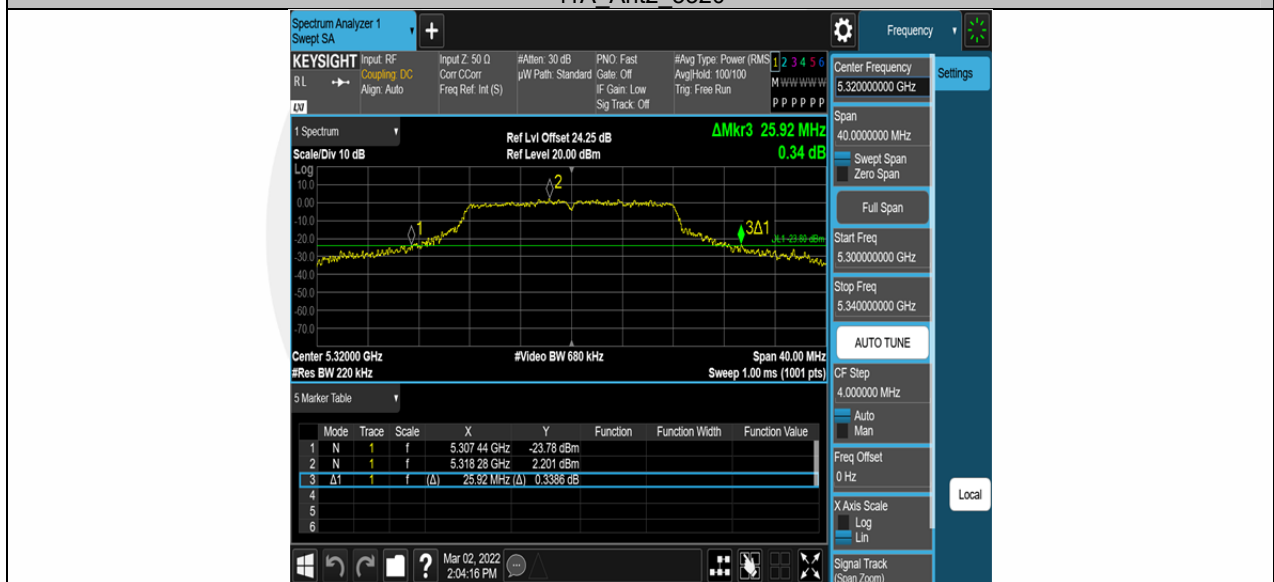 11A_Ant2_5320
Spectrum Analyzer 1
Swept SA
+
Frequency
KEYSIGHT Input: RF Input Z: 50 Ω #Atten: 30 dB PNO: Fast #Avg Type: Power (RMS 1 2 3 4 5 6
RL Coupling: DC Corr CCorr µW Path: Standard Gate: Off Avg|Hold: 100/100 M W W W W W
Align: Auto Freq Ref: Int (S) IF Gain: Low Trig: Free Run
LXI Sig Track: Off P P P P P P
1 Spectrum Ref Lvl Offset 24.25 dB ΔMkr3 25.92 MHz
Scale/Div 10 dB Ref Level 20.00 dBm 0.34 dB
Log
10.0
0.00
-10.0
-20.0
-30.0
-40.0
-50.0
-60.0
-70.0
2
1
3Δ1
-23.80 dBm
Center 5.32000 GHz #Video BW 680 kHz Span 40.00 MHz
#Res BW 220 kHz Sweep 1.00 ms (1001 pts)
5 Marker Table
Mode Trace Scale X Y Function Function Width Function Value
1 N 1 f 5.307 44 GHz -23.78 dBm
2 N 1 f 5.318 28 GHz 2.201 dBm
3 Δ1 1 f (Δ) 25.92 MHz (Δ) 0.3386 dB
4
5
6
? Mar 02, 2022
2:04:16 PM
Center Frequency
5.320000000 GHz
Settings
Span
40.0000000 MHz
Swept Span
Zero Span
Full Span
Start Freq
5.300000000 GHz
Stop Freq
5.340000000 GHz
AUTO TUNE
CF Step
4.000000 MHz
Auto
Man
Freq Offset
0 Hz
Local
X Axis Scale
Log
Lin
Signal Track
(Span Zoom)